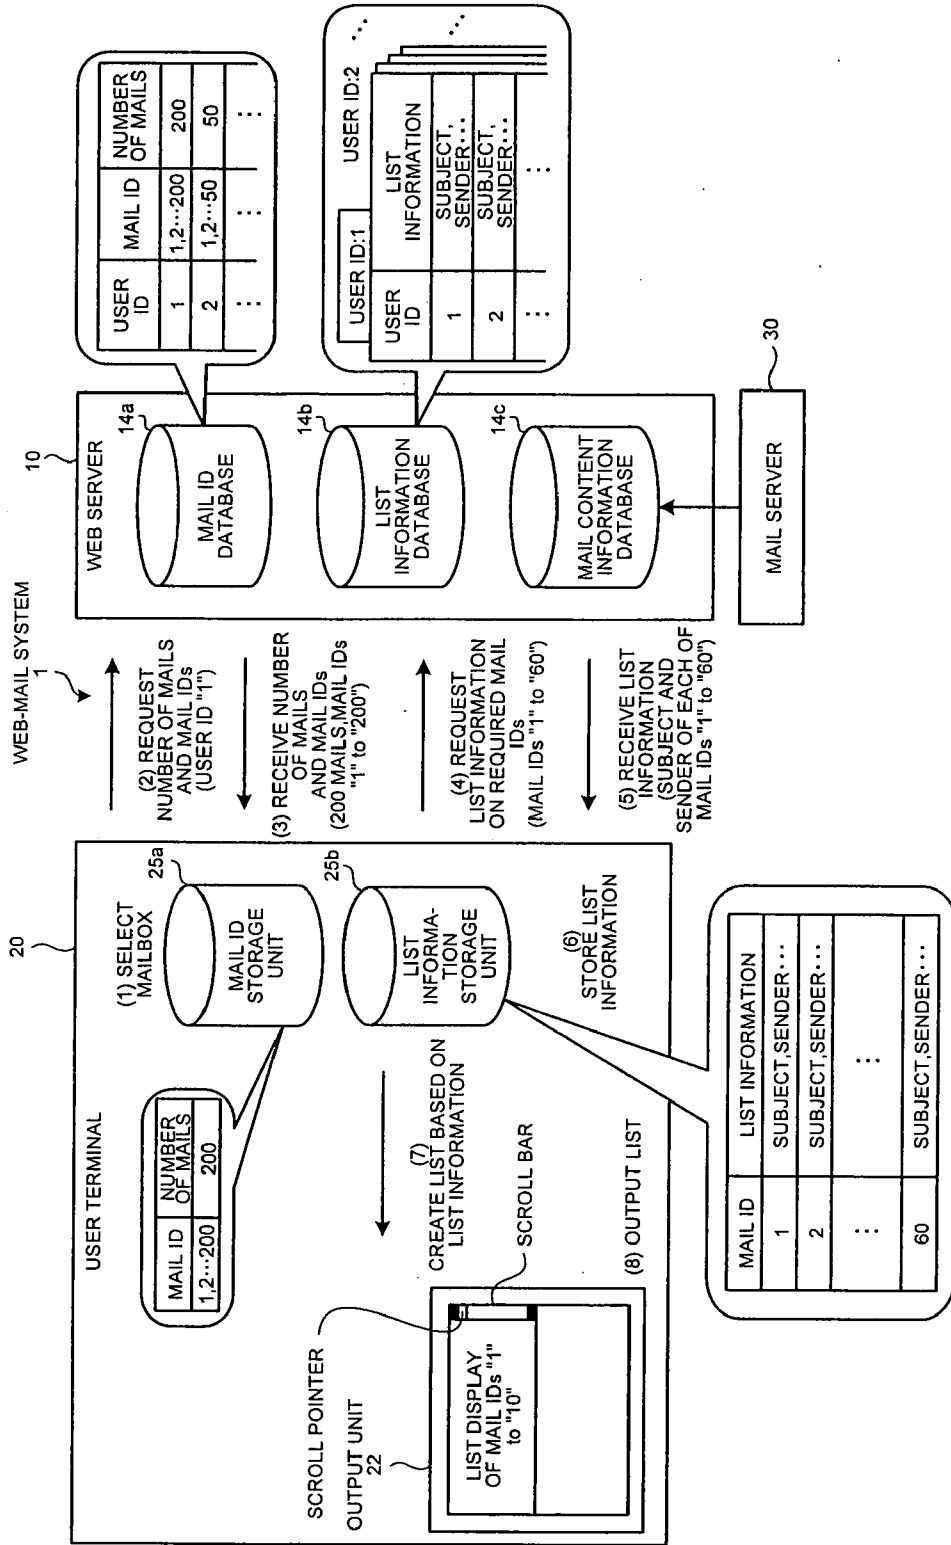 WEB-MAIL SYSTEM
1
20
USER TERMINAL
MAIL ID
NUMBER
OF MAILS
1,2···200
200
(1) SELECT
MAILBOX
25a
MAIL ID
STORAGE
UNIT
25b
LIST
INFORMA-
TION
STORAGE
UNIT
(6)
STORE LIST
INFORMATION
(7)
CREATE LIST BASED ON
LIST INFORMATION
SCROLL POINTER
OUTPUT UNIT
22
LIST DISPLAY
OF MAIL IDs "1"
to "10"
SCROLL BAR
(8) OUTPUT LIST
MAIL ID
LIST INFORMATION
1
SUBJECT,SENDER···
2
SUBJECT,SENDER···
⋮
⋮
60
SUBJECT,SENDER···
(2) REQUEST
NUMBER OF MAILS
AND MAIL IDs
(USER ID "1")
(3) RECEIVE NUMBER
OF MAILS
AND MAIL IDs
(200 MAILS,MAIL IDs
"1" to "200")
(4) REQUEST
LIST INFORMATION
ON REQUIRED MAIL
IDs
(MAIL IDs "1" to "60")
(5) RECEIVE LIST
INFORMATION
(SUBJECT AND
SENDER OF EACH OF
MAIL IDs "1" to "60")
10
WEB SERVER
14a
MAIL ID
DATABASE
14b
LIST
INFORMATION
DATABASE
14c
MAIL CONTENT
INFORMATION
DATABASE
30
MAIL SERVER
USER
ID
MAIL ID
NUMBER
OF MAILS
1
1,2···200
200
2
1,2···50
50
⋮
⋮
⋮
USER ID:1
USER ID:2
···
USER
ID
LIST
INFORMATION
···
1
SUBJECT,
SENDER···
2
SUBJECT,
SENDER···
⋮
⋮